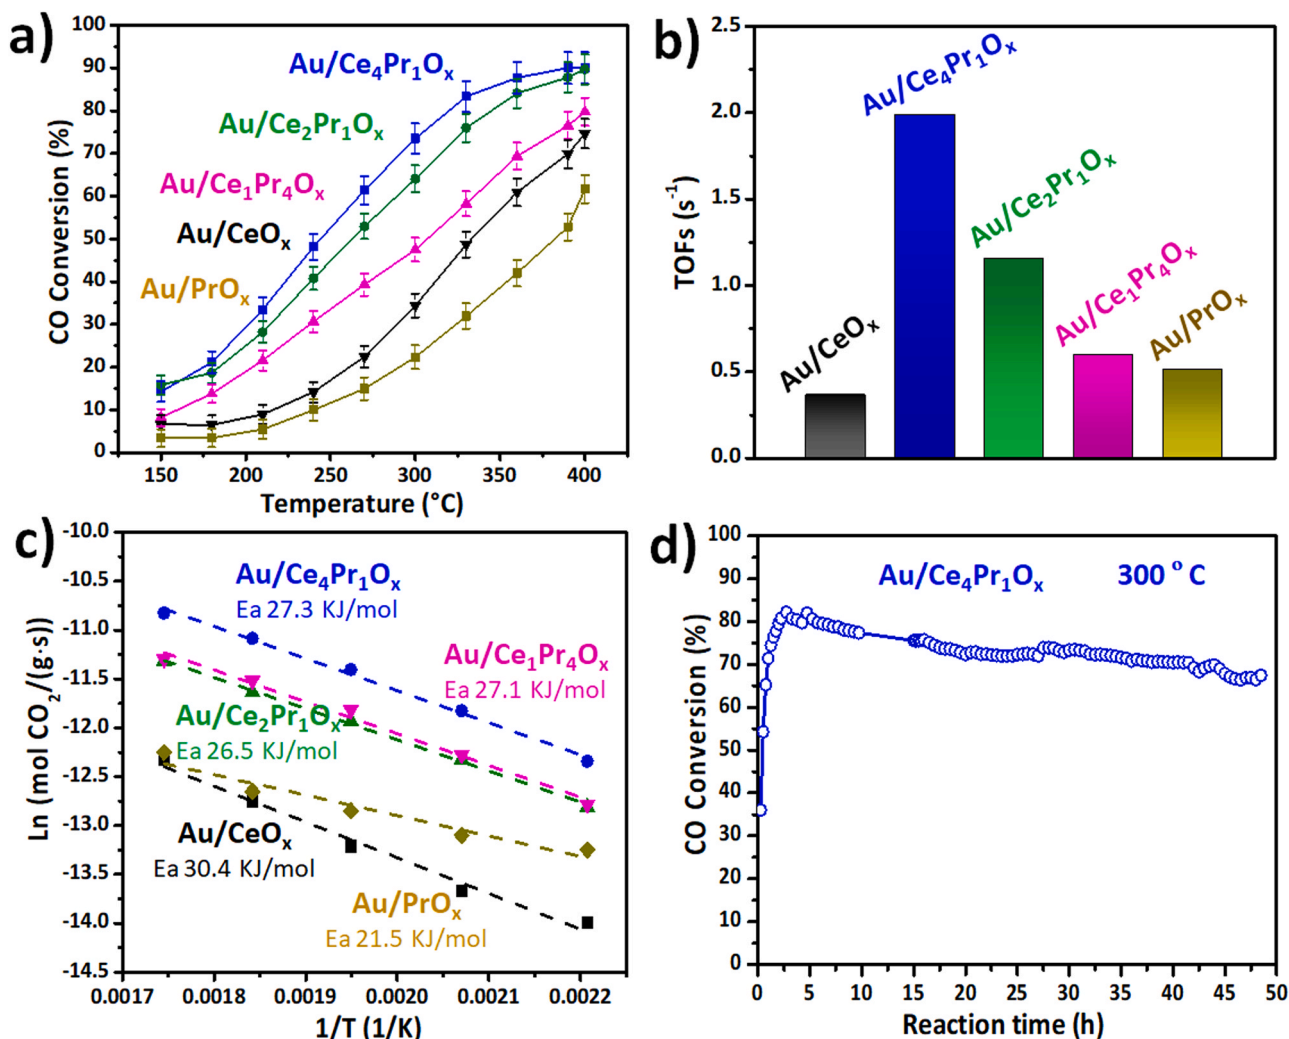 a)
100
90
80
70
60
50
40
30
20
10
0
CO Conversion (%)
Au/Ce₄Pr₁Oₓ
Au/Ce₂Pr₁Oₓ
Au/Ce₁Pr₄Oₓ
Au/CeOₓ
Au/PrOₓ
150 200 250 300 350 400
Temperature (°C)
b)
2.5
2.0
1.5
1.0
0.5
0.0
TOFs (s⁻¹)
Au/CeOₓ
Au/Ce₄Pr₁Oₓ
Au/Ce₂Pr₁Oₓ
Au/Ce₁Pr₄Oₓ
Au/PrOₓ
c)
-10.0
-10.5
-11.0
-11.5
-12.0
-12.5
-13.0
-13.5
-14.0
-14.5
Ln (mol CO₂/(g·s))
Au/Ce₄Pr₁Oₓ
Ea 27.3 KJ/mol
Au/Ce₁Pr₄Oₓ
Ea 27.1 KJ/mol
Au/Ce₂Pr₁Oₓ
Ea 26.5 KJ/mol
Au/CeOₓ
Ea 30.4 KJ/mol
Au/PrOₓ
Ea 21.5 KJ/mol
0.0017 0.0018 0.0019 0.0020 0.0021 0.0022
1/T (1/K)
d)
100
90
80
70
60
50
40
30
20
10
0
CO Conversion (%)
Au/Ce₄Pr₁Oₓ 300 ° C
0 5 10 15 20 25 30 35 40 45 50
Reaction time (h)